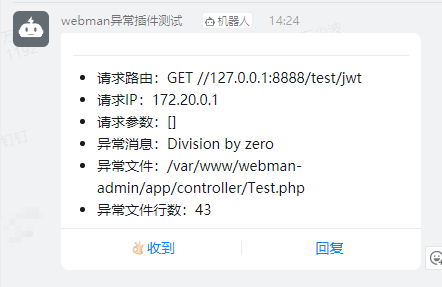 webman异常插件测试 机器人 14:24
请求路由：GET //127.0.0.1:8888/test/jwt
请求IP：172.20.0.1
请求参数：[]
异常消息：Division by zero
异常文件：/var/www/webman-
admin/app/controller/Test.php
异常文件行数：43
👌🏻收到 回复